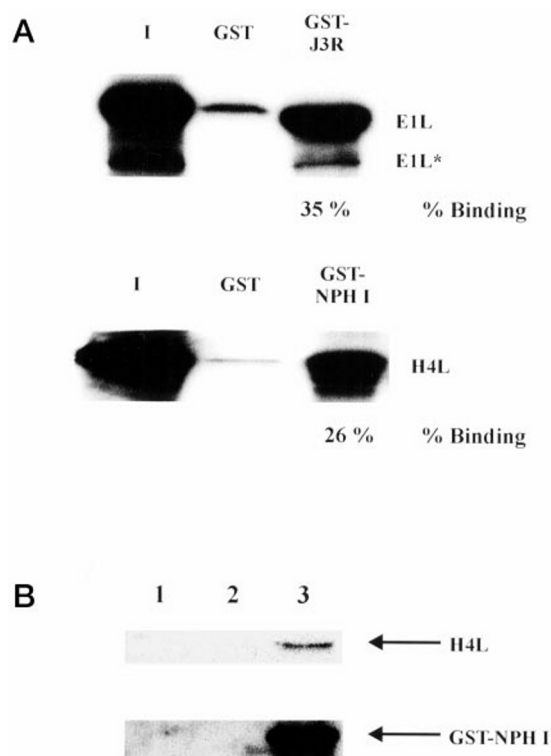 A
I GST GST-
J3R
E1L
E1L*
35 % % Binding
I GST GST-
NPH I
H4L
26 % % Binding
B
1 2 3
H4L
GST-NPH I